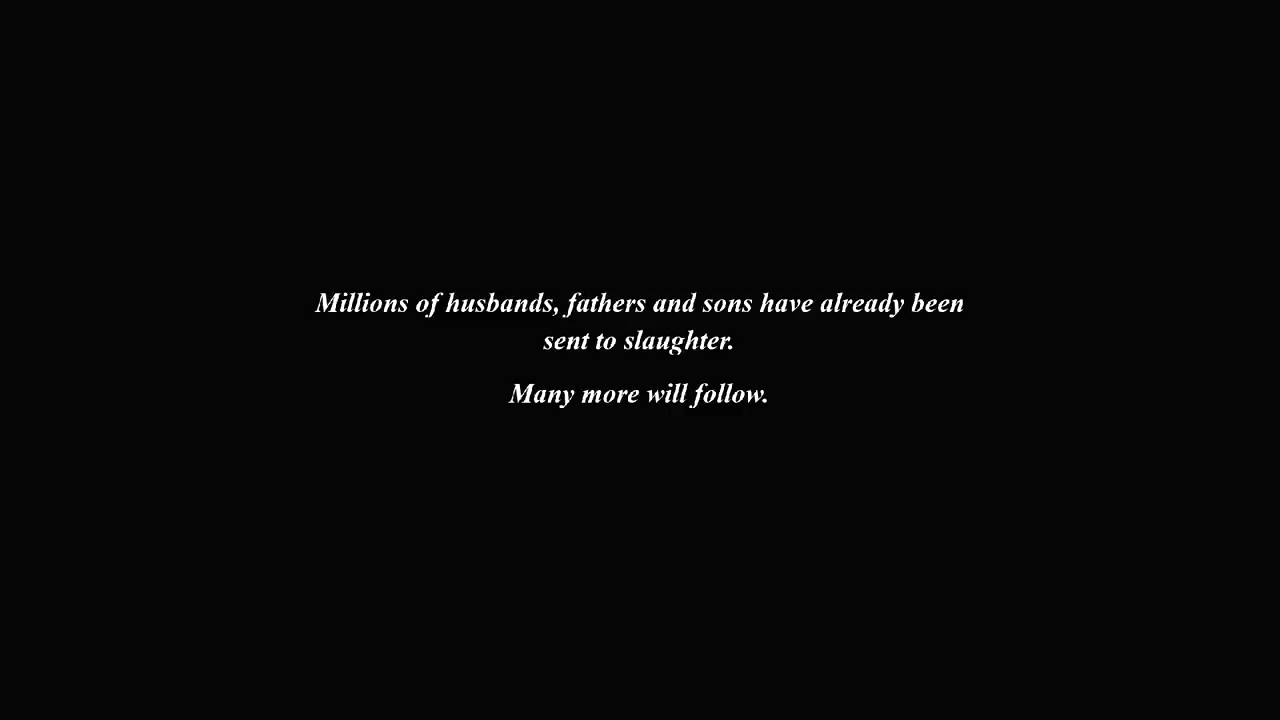 Millions of husbands, fathers and sons have already been
sent to slaughter.
Many more will follow.